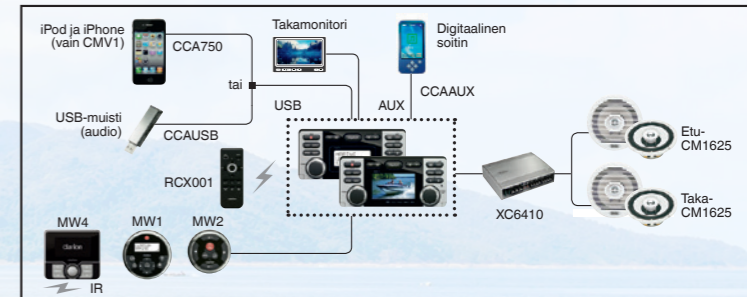 iPod ja iPhone
(vain CMV1)
CCA750
Takamonitori
Digitaalinen
soitin
tai
CCAAUX
USB-muisti
(audio)
CCAUSB
USB
AUX
RCX001
Etu-
CM1625
XC6410
Taka-
CM1625
MW4
MW1
MW2
clarion
IR